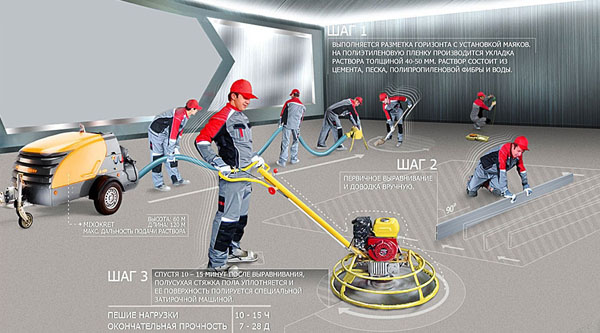 ШАГ 1
ВЫПОЛНЯЕТСЯ РАЗМЕТКА ГОРИЗОНТА С УСТАНОВКОЙ МАЯКОВ.
НА ПОЛИЭТИЛЕНОВУЮ ПЛЕНКУ ПРОИЗВОДИТСЯ УКЛАДКА
РАСТВОРА ТОЛЩИНОЙ 40-50 ММ. РАСТВОР СОСТОИТ ИЗ
ЦЕМЕНТА, ПЕСКА, ПОЛИПРОПИЛЕНОВОЙ ФИБРЫ И ВОДЫ.
ШАГ 2
ПЕРВИЧНОЕ ВЫРАВНИВАНИЕ
И ДОВОДКА ВРУЧНУЮ.
90°
+ MIXOKRET
ВЫСОТА: 60 М
ДЛИНА: 120 М
МАКС. ДАЛЬНОСТЬ ПОДАЧИ РАСТВОРА
ШАГ 3
СПУСТЯ 10 – 15 МИНУТ ПОСЛЕ ВЫРАВНИВАНИЯ,
ПОЛУСУХАЯ СТЯЖКА ПОЛА УПЛОТНЯЕТСЯ И
ЕЁ ПОВЕРХНОСТЬ ПОЛИРУЕТСЯ СПЕЦИАЛЬНОЙ
ЗАТИРОЧНОЙ МАШИНОЙ.
ПЕШИЕ НАГРУЗКИ 10 - 15 Ч
ОКОНЧАТЕЛЬНАЯ ПРОЧНОСТЬ 7 - 28 Д